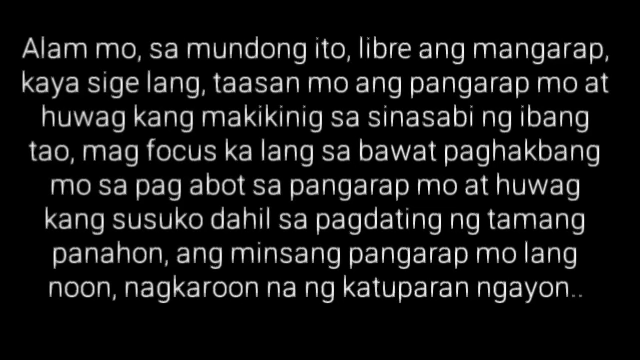 Alam mo, sa mundong ito, libre ang mangarap,
kaya sige lang, taasan mo ang pangarap mo at
huwag kang makikinig sa sinasabi ng ibang
tao, mag focus ka lang sa bawat paghakbang
mo sa pag abot sa pangarap mo at huwag
kang susuko dahil sa pagdating ng tamang
panahon, ang minsang pangarap mo lang
noon, nagkaroon na ng katuparan ngayon..